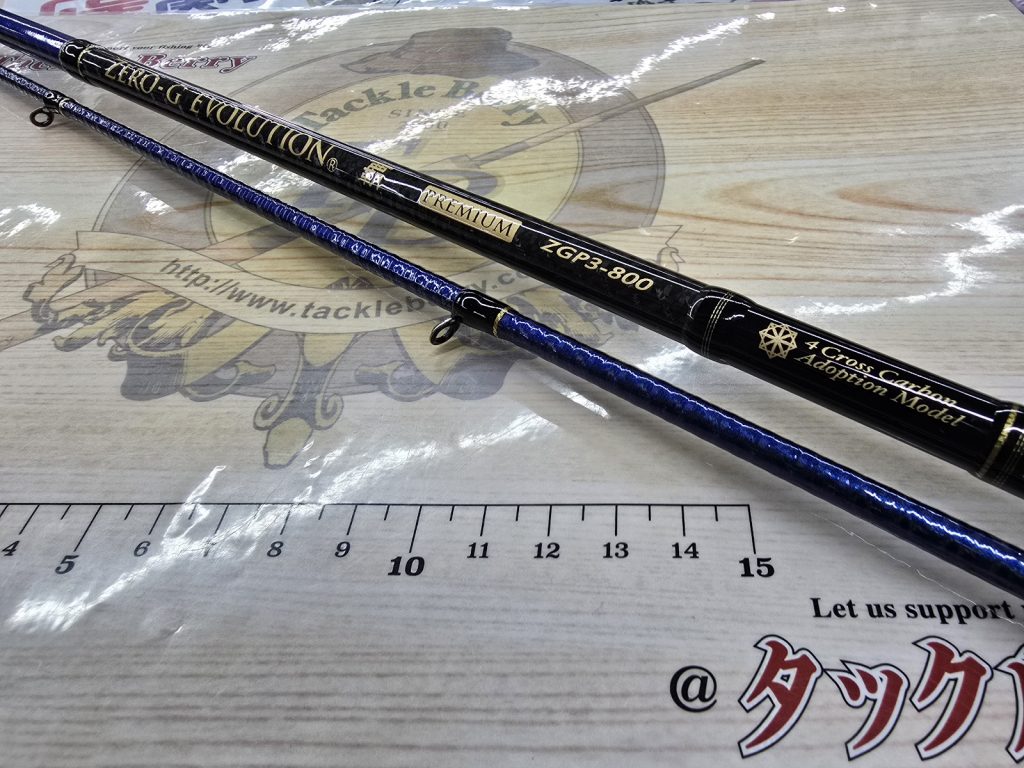 ZERO-G EVOLUTION®
PREMIUM
ZGP3-800
4 Cross Carbon
Adoption Model
Tackle Berry
http://www.tackleberry.co
4 5 6 7 8 9 10 11 12 13 14 15
Let us support
@タック